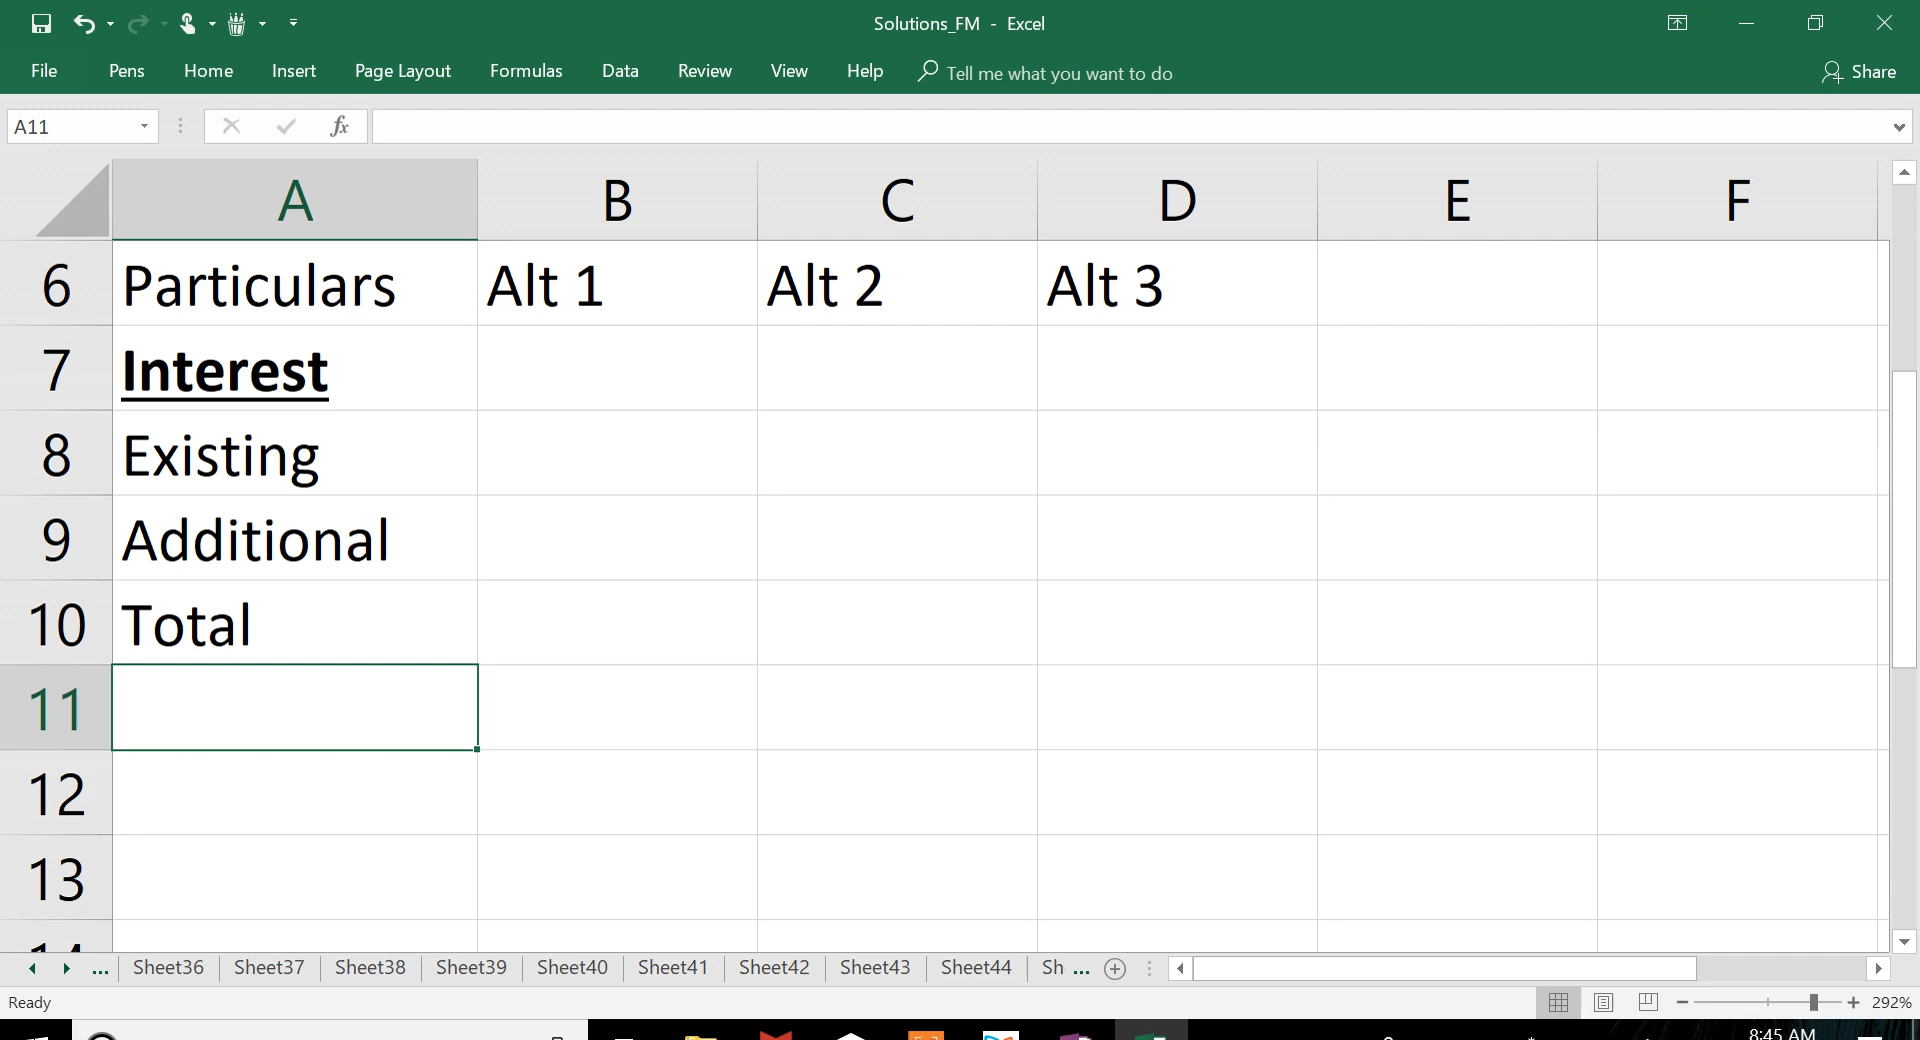 Solutions_FM - Excel
File Pens Home Insert Page Layout Formulas Data Review View Help Tell me what you want to do Share
A11 fx
A B C D E F
6 Particulars Alt 1 Alt 2 Alt 3
7 Interest
8 Existing
9 Additional
10 Total
11
12
13
14
... Sheet36 Sheet37 Sheet38 Sheet39 Sheet40 Sheet41 Sheet42 Sheet43 Sheet44 Sh ...
Ready 292%
8:45 AM